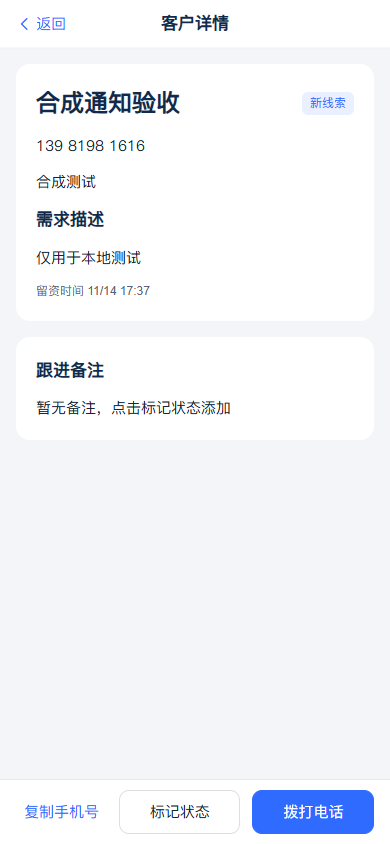 返回
客户详情
合成通知验收
新线索
139 8198 1616
合成测试
需求描述
仅用于本地测试
留资时间 11/14 17:37
跟进备注
暂无备注，点击标记状态添加
复制手机号
标记状态
拨打电话